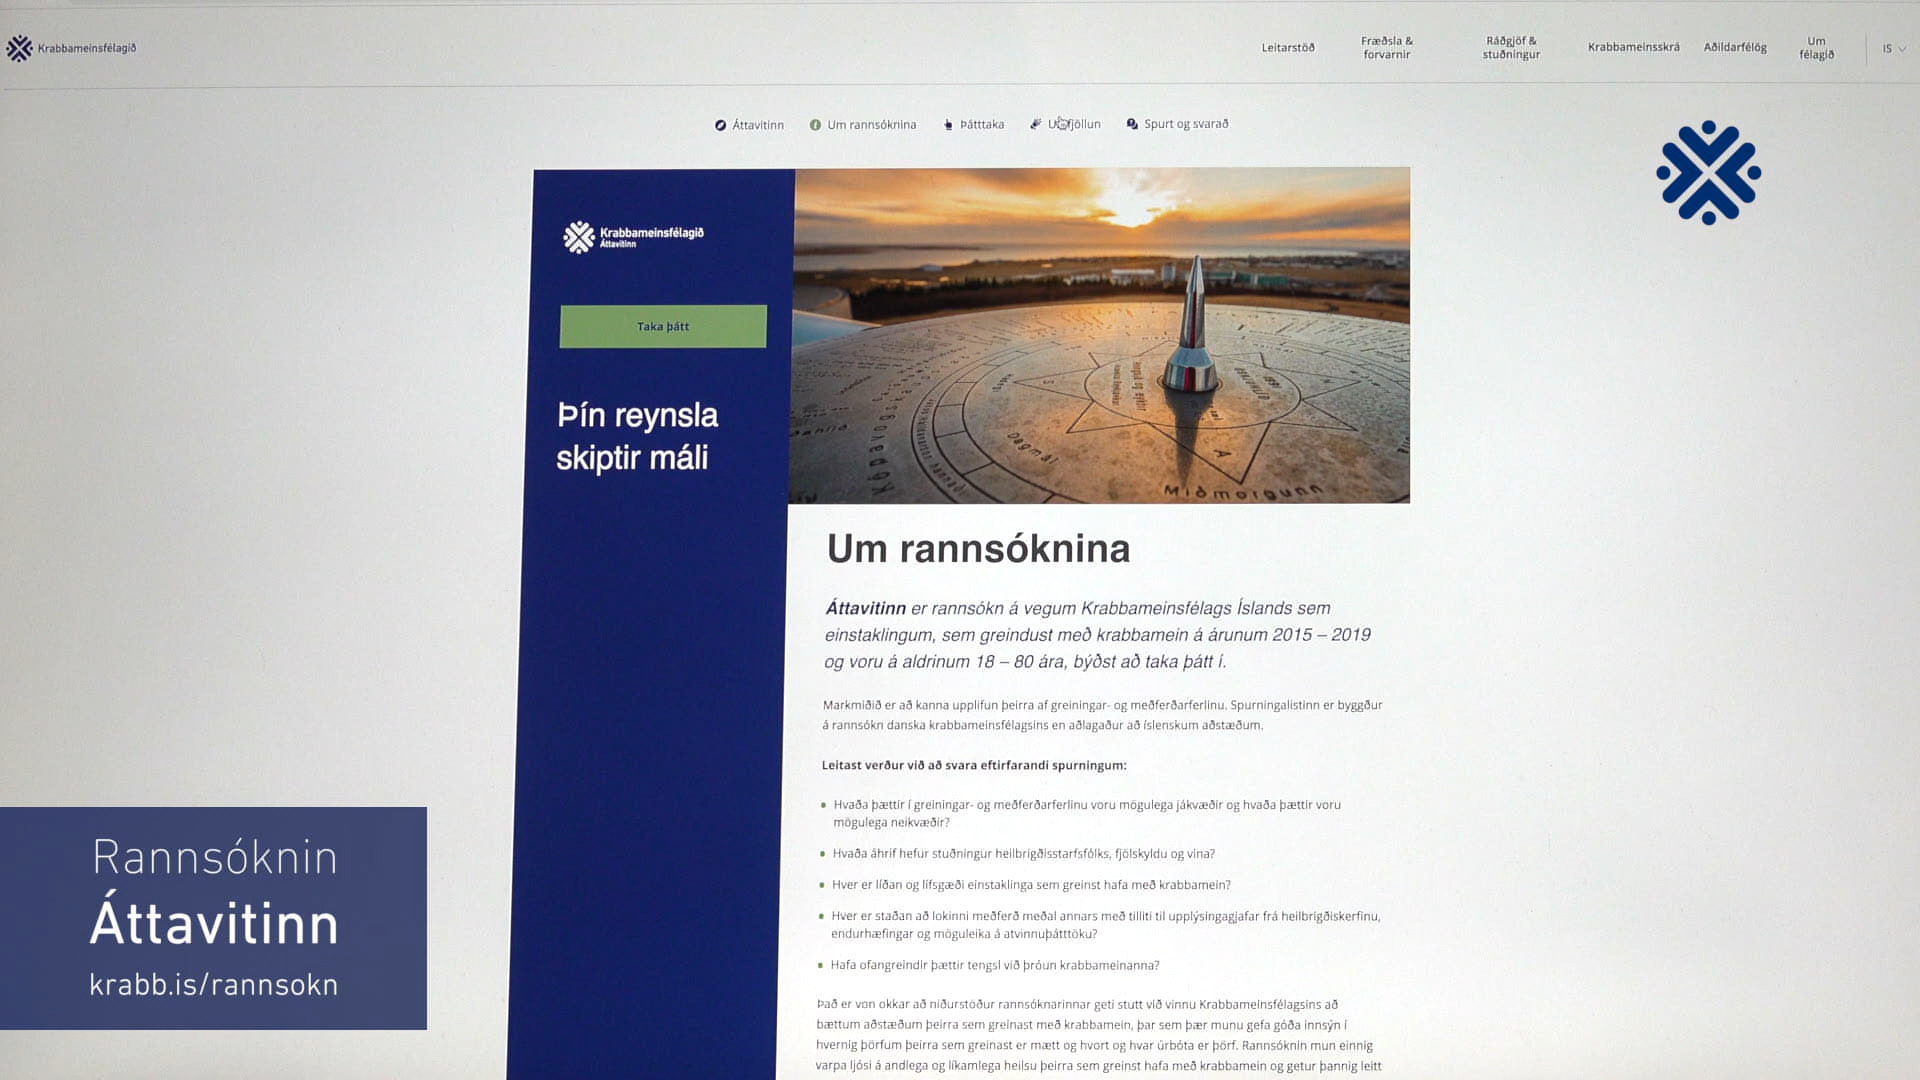 Krabbameinsfélagið
Leitarstöð
Fræðsla &
forvarnir
Ráðgjöf &
stuðningur
Krabbameinsskrá
Aðildarfélög
Um
félagið
IS
Áttavitinn
Um rannsóknina
Þátttaka
Spurt og svarað
Krabbameinsfélagið
Áttavitinn
Taka þátt
Þín reynsla
skiptir máli
Dagmál
Miðmorgunn
Um rannsóknina
Áttavitinn er rannsókn á vegum Krabbameinsfélags Íslands sem
einstaklingum, sem greindust með krabbamein á árunum 2015 – 2019
og voru á aldrinum 18 – 80 ára, býðst að taka þátt í.
Markmiðið er að kanna upplifun þeirra af greiningar- og meðferðarferlinu. Spurningalistinn er byggður
á rannsókn danska krabbameinsfélagsins en aðlagaður að íslenskum aðstæðum.
Leitast verður við að svara eftirfarandi spurningum:
Hvaða þættir í greiningar- og meðferðarferlinu voru mögulega jákvæðir og hvaða þættir voru
mögulega neikvæðir?
Hvaða áhrif hefur stuðningur heilbrigðisstarfsfólks, fjölskyldu og vina?
Hver er líðan og lífsgæði einstaklinga sem greinst hafa með krabbamein?
Hver er staðan að lokinni meðferð meðal annars með tilliti til upplýsingagjafar frá heilbrigðiskerfinu,
endurhæfingar og möguleika á atvinnuþátttöku?
Hafa ofangreindir þættir tengsl við þróun krabbameinanna?
Það er von okkar að niðurstöður rannsóknarinnar geti stutt við vinnu Krabbameinsfélagsins að
bættum aðstæðum þeirra sem greinast með krabbamein, þar sem þær munu gefa góða innsýn í
hvernig þörfum þeirra sem greinast er mætt og hvort og hvar úrbóta er þörf. Rannsóknin mun einnig
varpa ljósi á andlega og líkamlega heilsu þeirra sem greinst hafa með krabbamein og getur þannig leitt
Rannsóknin
Áttavitinn
krabb.is/rannsokn